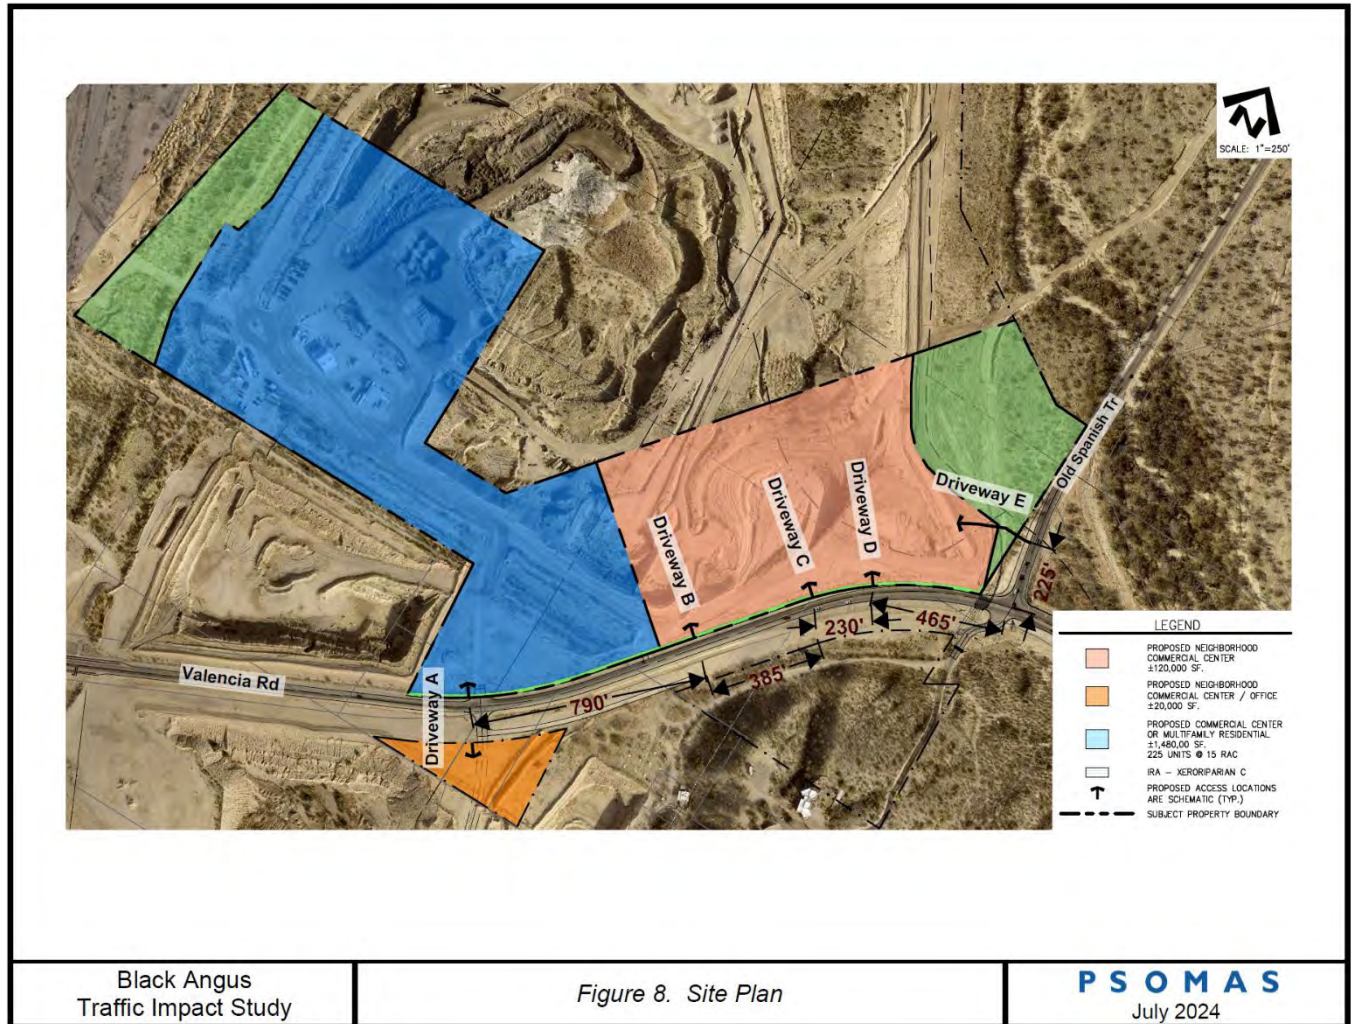 SCALE: 1"=250'
Old Spanish Tr
Driveway E
Driveway D
Driveway C
Driveway B
225'
465'
230'
385'
790'
Valencia Rd
Driveway A
LEGEND
PROPOSED NEIGHBORHOOD
COMMERCIAL CENTER
±120,000 SF.
PROPOSED NEIGHBORHOOD
COMMERCIAL CENTER / OFFICE
±20,000 SF.
PROPOSED COMMERCIAL CENTER
OR MULTIFAMILY RESIDENTIAL
±1,480,00 SF.
225 UNITS @ 15 RAC
IRA – XERORIPARIAN C
PROPOSED ACCESS LOCATIONS
ARE SCHEMATIC (TYP.)
SUBJECT PROPERTY BOUNDARY
Black Angus
Traffic Impact Study
Figure 8. Site Plan
PSOMAS
July 2024